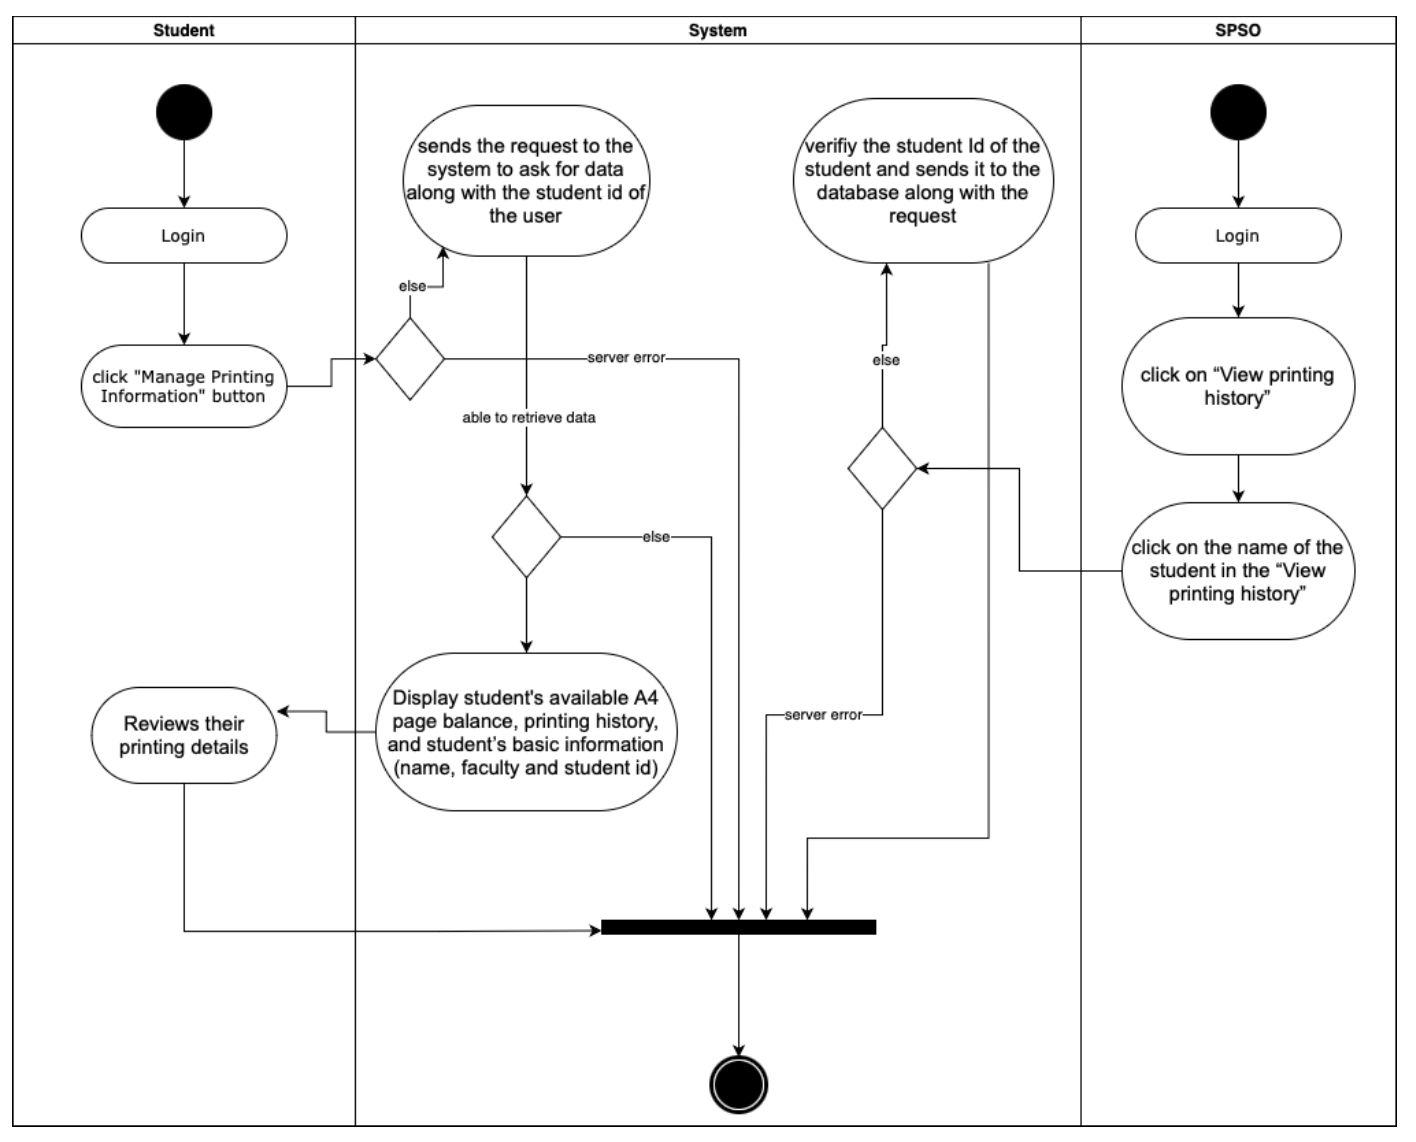 Student
System
SPSO
sends the request to the
system to ask for data
along with the student id of
the user
verifiy the student Id of the
student and sends it to the
database along with the
request
Login
Login
else
server error
else
click "Manage Printing
Information" button
click on “View printing
history”
able to retrieve data
else
click on the name of the
student in the “View
printing history”
Display student's available A4
page balance, printing history,
and student’s basic information
(name, faculty and student id)
Reviews their
printing details
server error